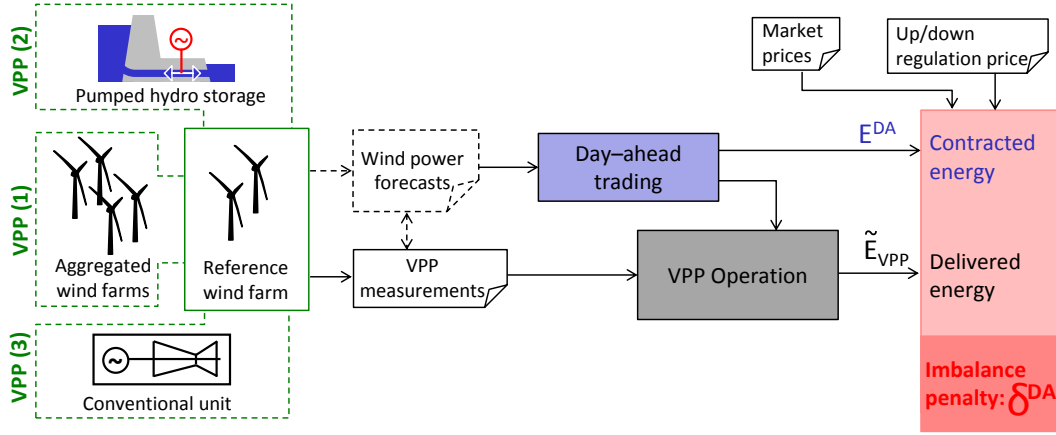 VPP (2)
Pumped hydro storage
VPP (1)
Aggregated
wind farms
Reference
wind farm
VPP (3)
~
Conventional unit
~
Wind power
forecasts
VPP
measurements
Day–ahead
trading
VPP Operation
Market
prices
Up/down
regulation price
E^DA
Contracted
energy
Ẽ_VPP
Delivered
energy
Imbalance
penalty: δ^DA